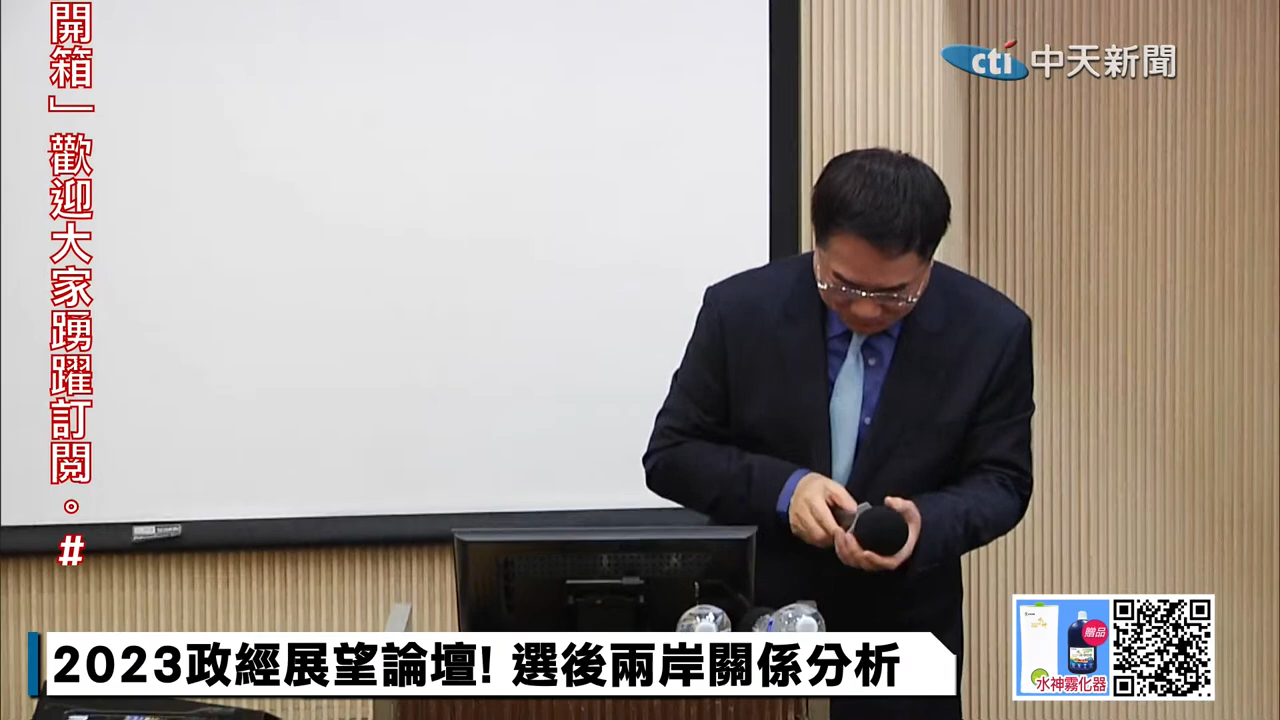 開箱」歡迎大家踴躍訂閱。#
cti 中天新聞
2023政經展望論壇! 選後兩岸關係分析
贈品
水神霧化器